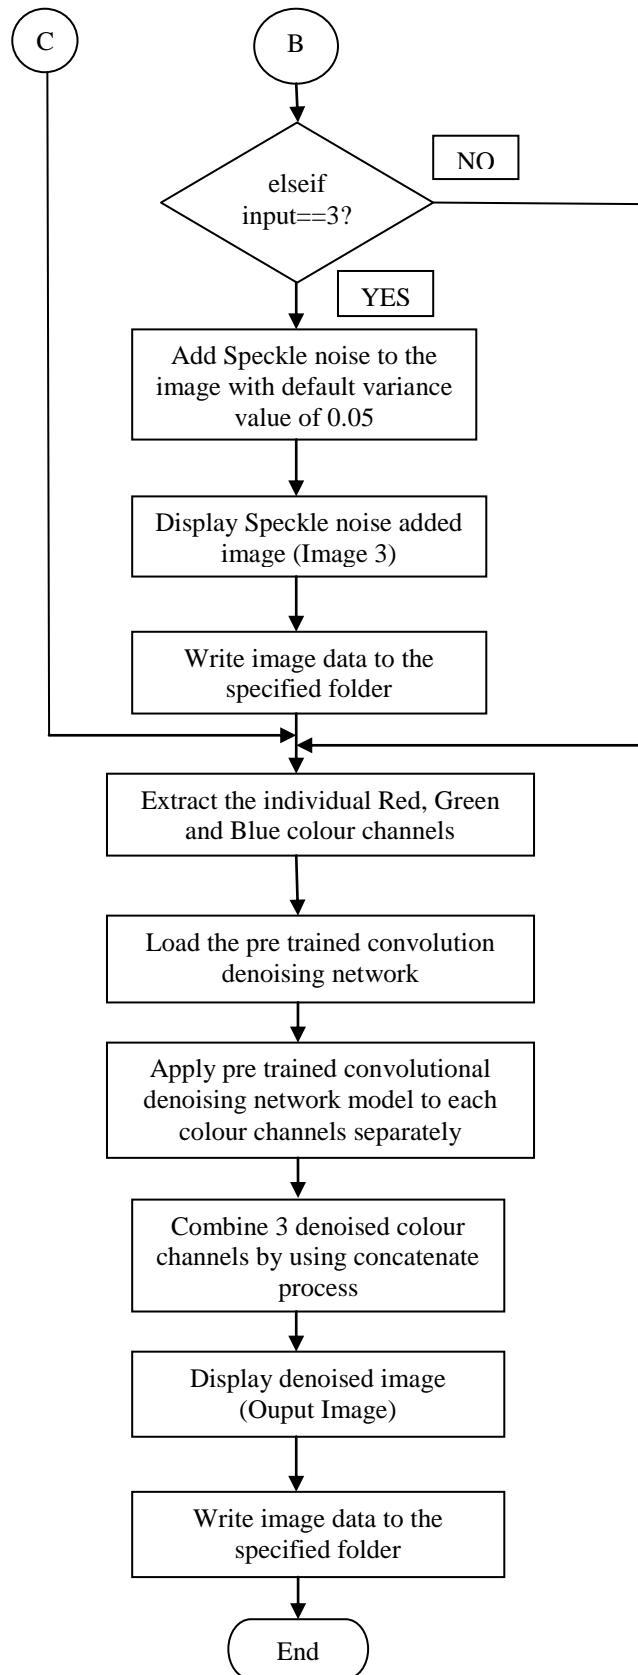 C
B
NO
elseif
input==3?
YES
Add Speckle noise to the
image with default variance
value of 0.05
Display Speckle noise added
image (Image 3)
Write image data to the
specified folder
Extract the individual Red, Green
and Blue colour channels
Load the pre trained convolution
denoising network
Apply pre trained convolutional
denoising network model to each
colour channels separately
Combine 3 denoised colour
channels by using concatenate
process
Display denoised image
(Ouput Image)
Write image data to the
specified folder
End